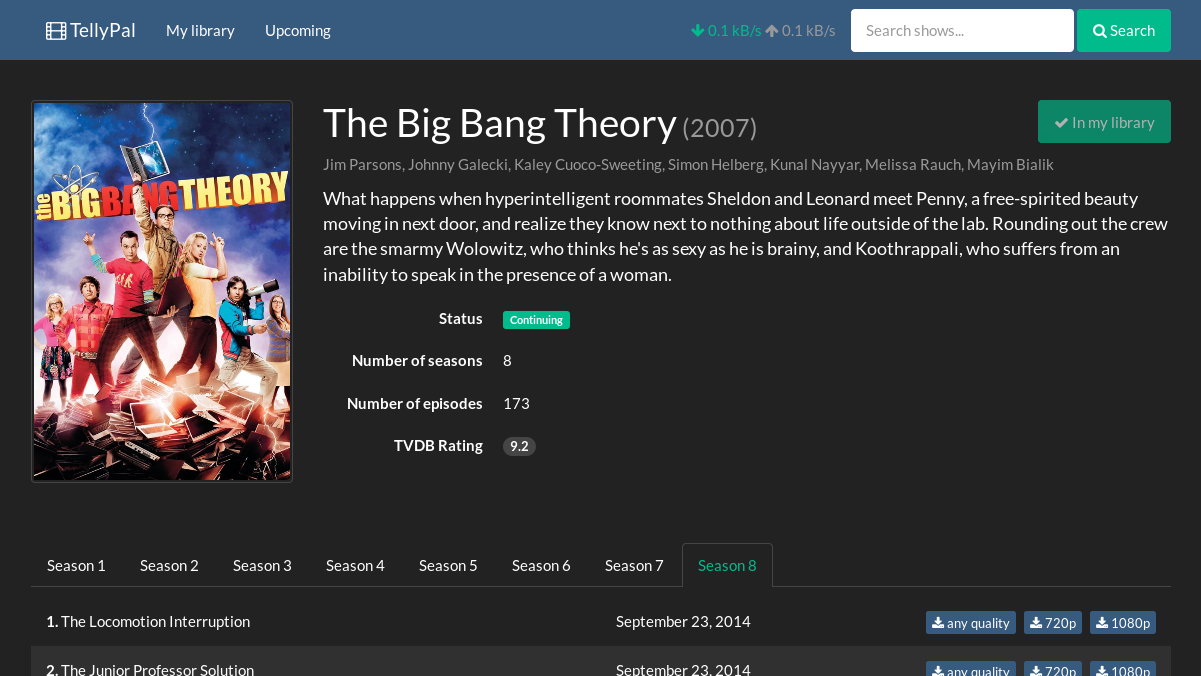 TellyPal My library Upcoming 0.1 kB/s 0.1 kB/s Search shows... Search
the BIG BANG THEORY
The Big Bang Theory (2007) In my library
Jim Parsons, Johnny Galecki, Kaley Cuoco-Sweeting, Simon Helberg, Kunal Nayyar, Melissa Rauch, Mayim Bialik
What happens when hyperintelligent roommates Sheldon and Leonard meet Penny, a free-spirited beauty
moving in next door, and realize they know next to nothing about life outside of the lab. Rounding out the crew
are the smarmy Wolowitz, who thinks he's as sexy as he is brainy, and Koothrappali, who suffers from an
inability to speak in the presence of a woman.
Status Continuing
Number of seasons 8
Number of episodes 173
TVDB Rating 9.2
Season 1 Season 2 Season 3 Season 4 Season 5 Season 6 Season 7 Season 8
1. The Locomotion Interruption September 23, 2014 any quality 720p 1080p
2. The Junior Professor Solution September 23, 2014 any quality 720p 1080p